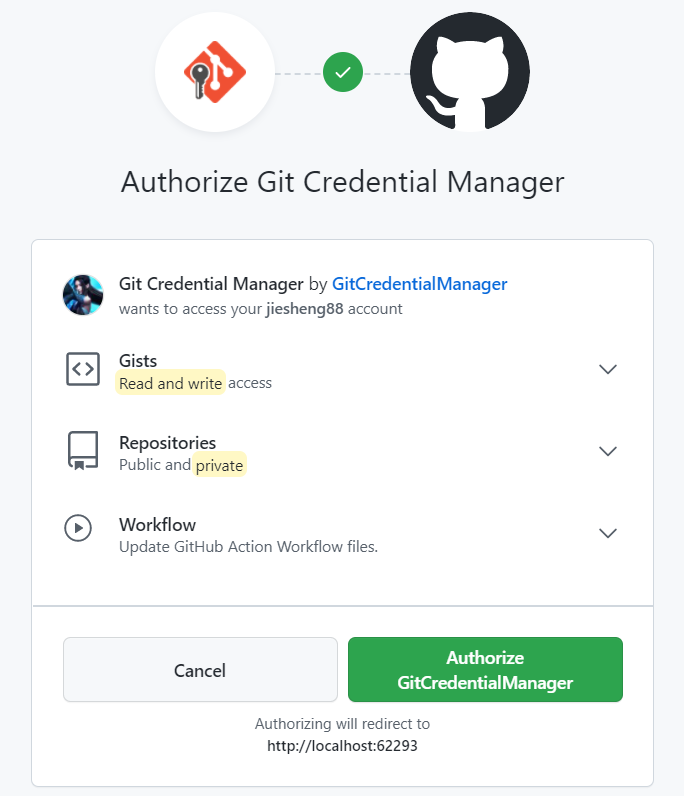 Authorize Git Credential Manager
Git Credential Manager by GitCredentialManager
wants to access your jiesheng88 account
Gists
Read and write access
Repositories
Public and private
Workflow
Update GitHub Action Workflow files.
Cancel
Authorize
GitCredentialManager
Authorizing will redirect to
http://localhost:62293